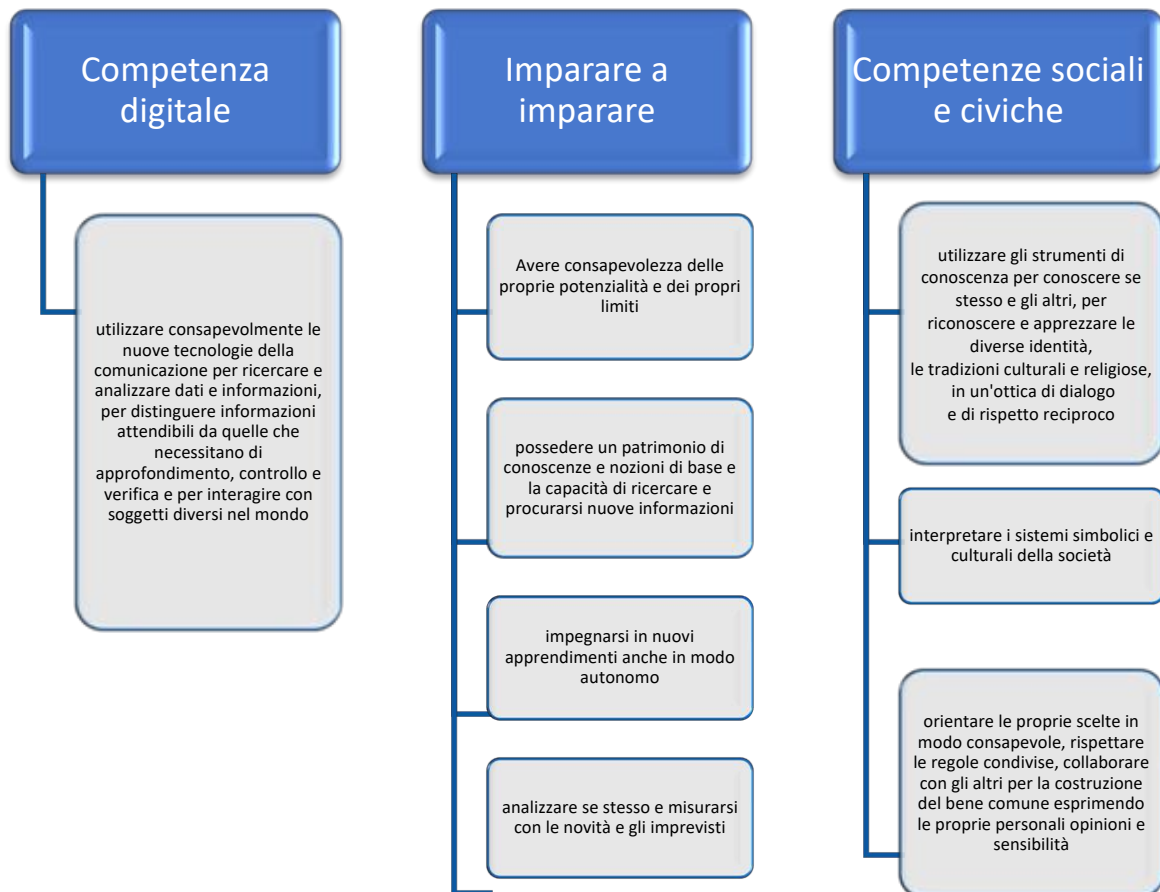 Competenza
digitale
utilizzare consapevolmente le
nuove tecnologie della
comunicazione per ricercare e
analizzare dati e informazioni,
per distinguere informazioni
attendibili da quelle che
necessitano di
approfondimento, controllo e
verifica e per interagire con
soggetti diversi nel mondo
Imparare a
imparare
Avere consapevolezza delle
proprie potenzialità e dei propri
limiti
possedere un patrimonio di
conoscenze e nozioni di base e
la capacità di ricercare e
procurarsi nuove informazioni
impegnarsi in nuovi
apprendimenti anche in modo
autonomo
analizzare se stesso e misurarsi
con le novità e gli imprevisti
Competenze sociali
e civiche
utilizzare gli strumenti di
conoscenza per conoscere se
stesso e gli altri, per
riconoscere e apprezzare le
diverse identità,
le tradizioni culturali e religiose,
in un'ottica di dialogo
e di rispetto reciproco
interpretare i sistemi simbolici e
culturali della società
orientare le proprie scelte in
modo consapevole, rispettare
le regole condivise, collaborare
con gli altri per la costruzione
del bene comune esprimendo
le proprie personali opinioni e
sensibilità